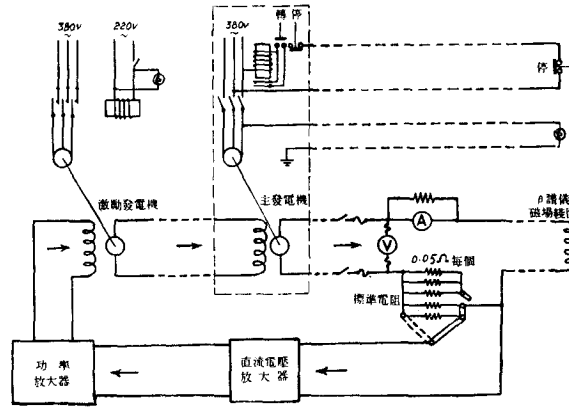 380V
220V
380V
轉 停
停
激勵發電機
主發電機
β譜儀
磁場綫圈
A
V
0.05Ω每個
標準電阻
功率
放大器
直流電壓
放大器